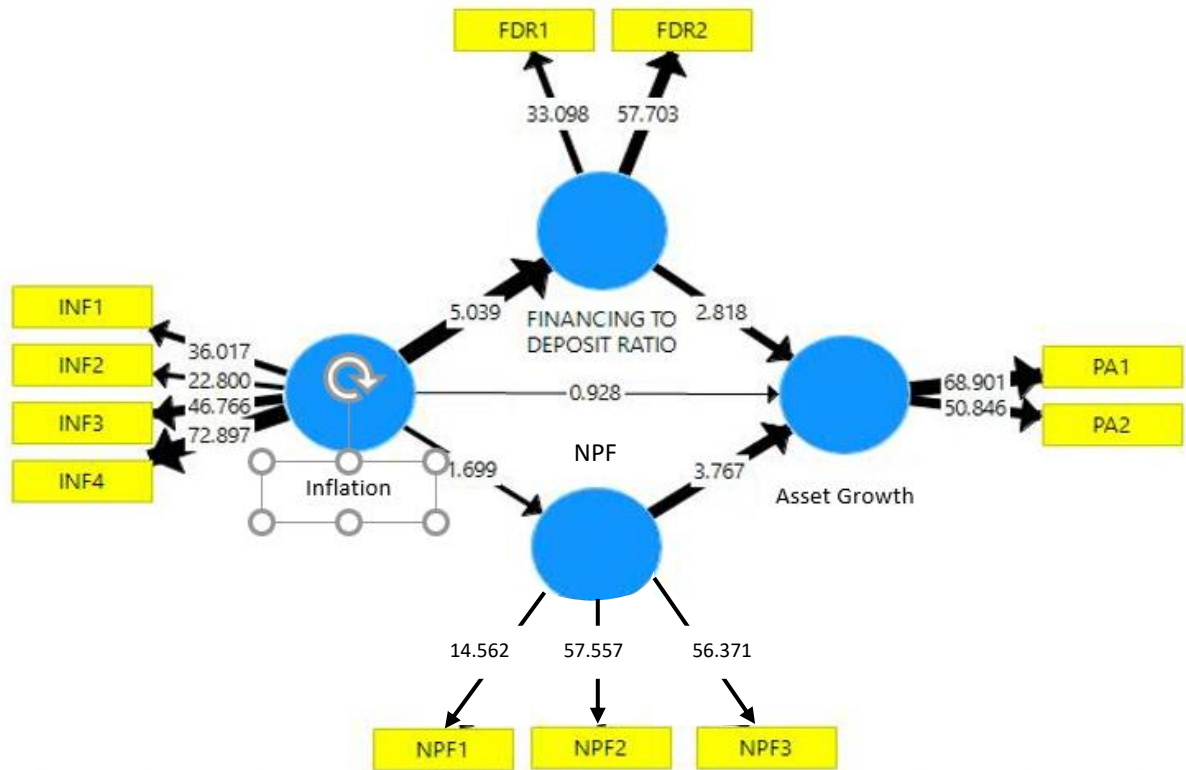 FDR1
FDR2
33.098
57.703
INF1
INF2
INF3
INF4
36.017
22.800
46.766
72.897
5.039
FINANCING TO
DEPOSIT RATIO
2.818
0.928
68.901
50.846
PA1
PA2
Inflation
1.699
NPF
3.767
Asset Growth
14.562
57.557
56.371
NPF1
NPF2
NPF3